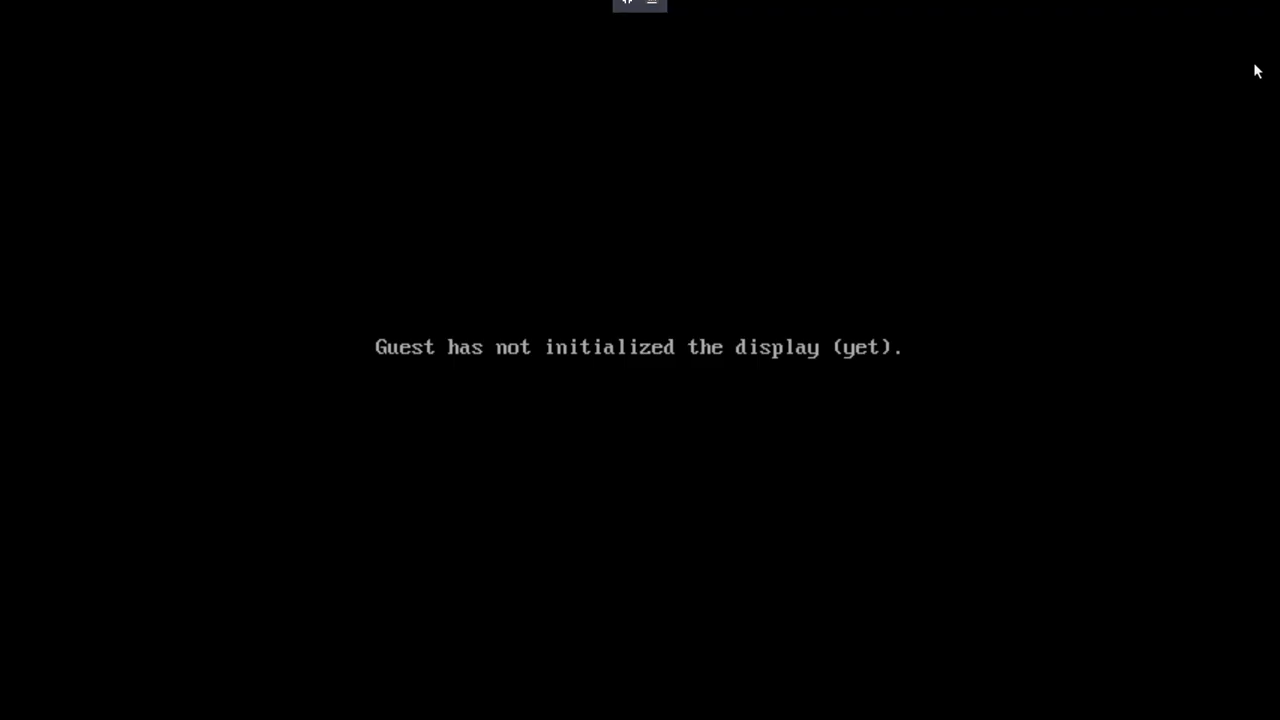 Guest has not initialized the display (yet).